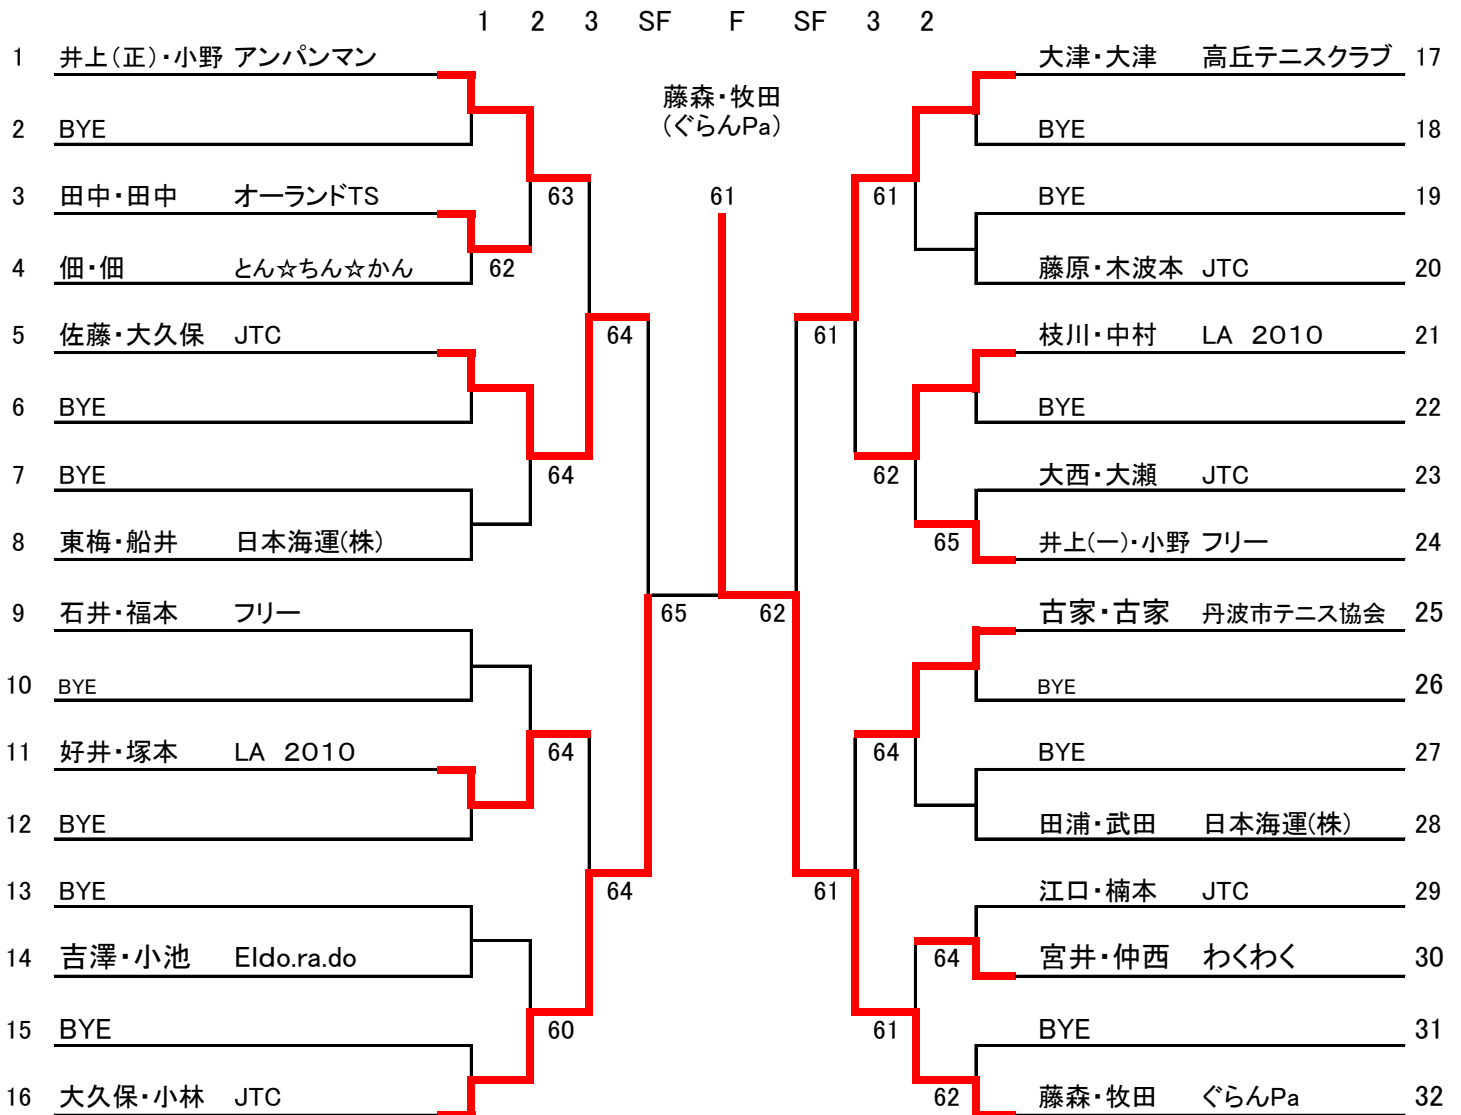 1 2 3 SF F SF 3 2
1 井上(正)・小野 アンパンマン
大津・大津 高丘テニスクラブ 17
藤森・牧田
(ぐらんPa)
2 BYE
BYE 18
3 田中・田中 オーランドTS
63
61
61
BYE 19
4 佃・佃 とん☆ちん☆かん
62
藤原・木波本 JTC 20
5 佐藤・大久保 JTC
64
61
枝川・中村 LA 2010 21
6 BYE
BYE 22
7 BYE
64
62
大西・大瀬 JTC 23
8 東梅・船井 日本海運(株)
65
井上(一)・小野 フリー 24
9 石井・福本 フリー
65
62
古家・古家 丹波市テニス協会 25
10 BYE
BYE 26
11 好井・塚本 LA 2010
64
64
BYE 27
12 BYE
田浦・武田 日本海運(株) 28
13 BYE
64
61
江口・楠本 JTC 29
14 吉澤・小池 Eldo.ra.do
64
宮井・仲西 わくわく 30
15 BYE
60
61
BYE 31
16 大久保・小林 JTC
62
藤森・牧田 ぐらんPa 32